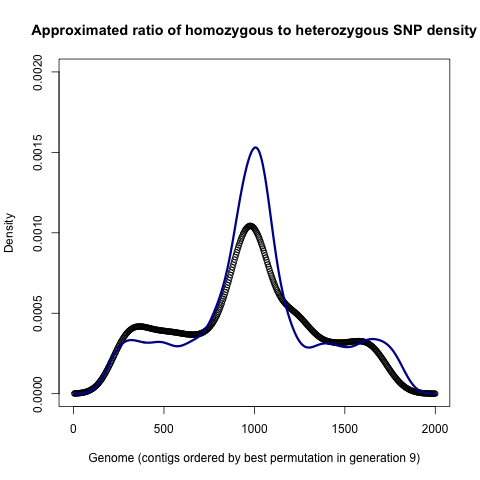 Approximated ratio of homozygous to heterozygous SNP density
0.0020
0.0015
0.0010
0.0005
0.0000
Density
0 500 1000 1500 2000
Genome (contigs ordered by best permutation in generation 9)